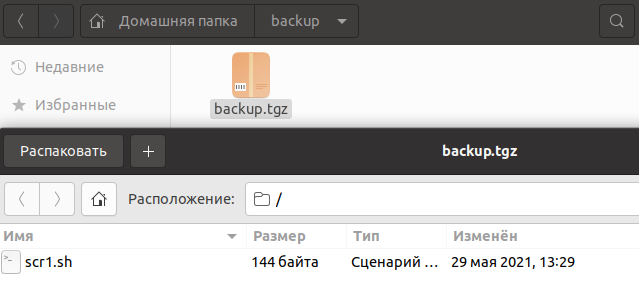 Домашняя папка backup
Недавние
Избранные
backup.tgz
Распаковать + backup.tgz
Расположение: /
Имя Размер Тип Изменён
scr1.sh 144 байта Сценарий … 29 мая 2021, 13:29